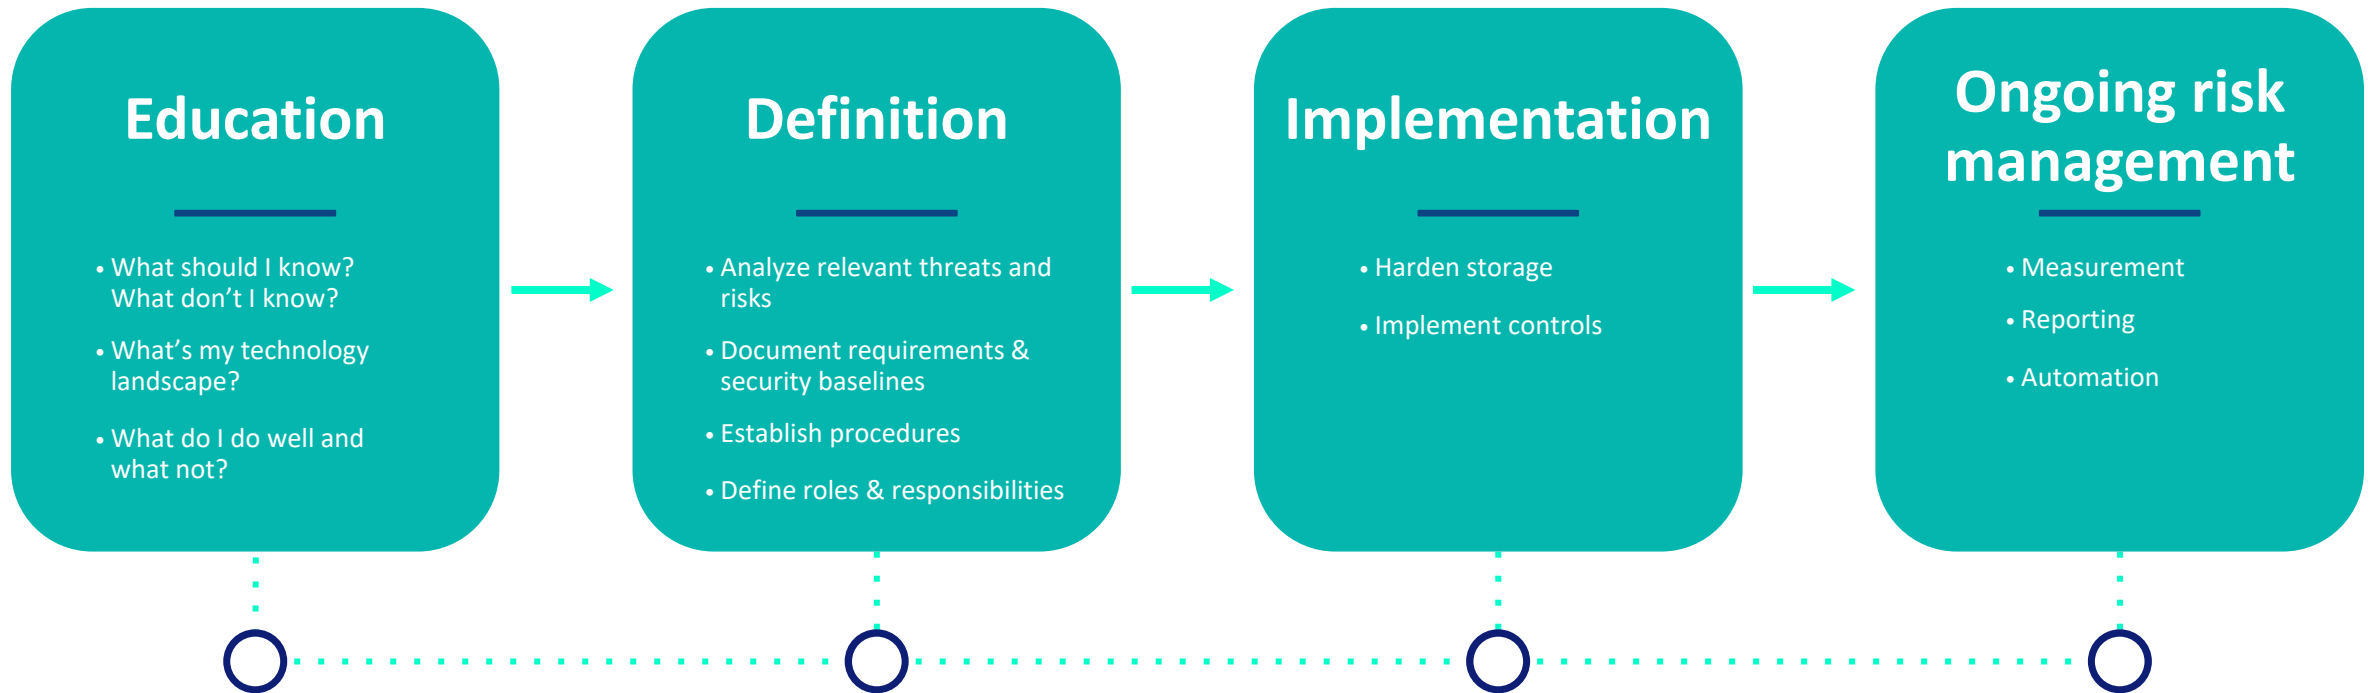 Education
• What should I know?
What don’t I know?
• What’s my technology
landscape?
• What do I do well and
what not?
Definition
• Analyze relevant threats and
risks
• Document requirements &
security baselines
• Establish procedures
• Define roles & responsibilities
Implementation
• Harden storage
• Implement controls
Ongoing risk
management
• Measurement
• Reporting
• Automation